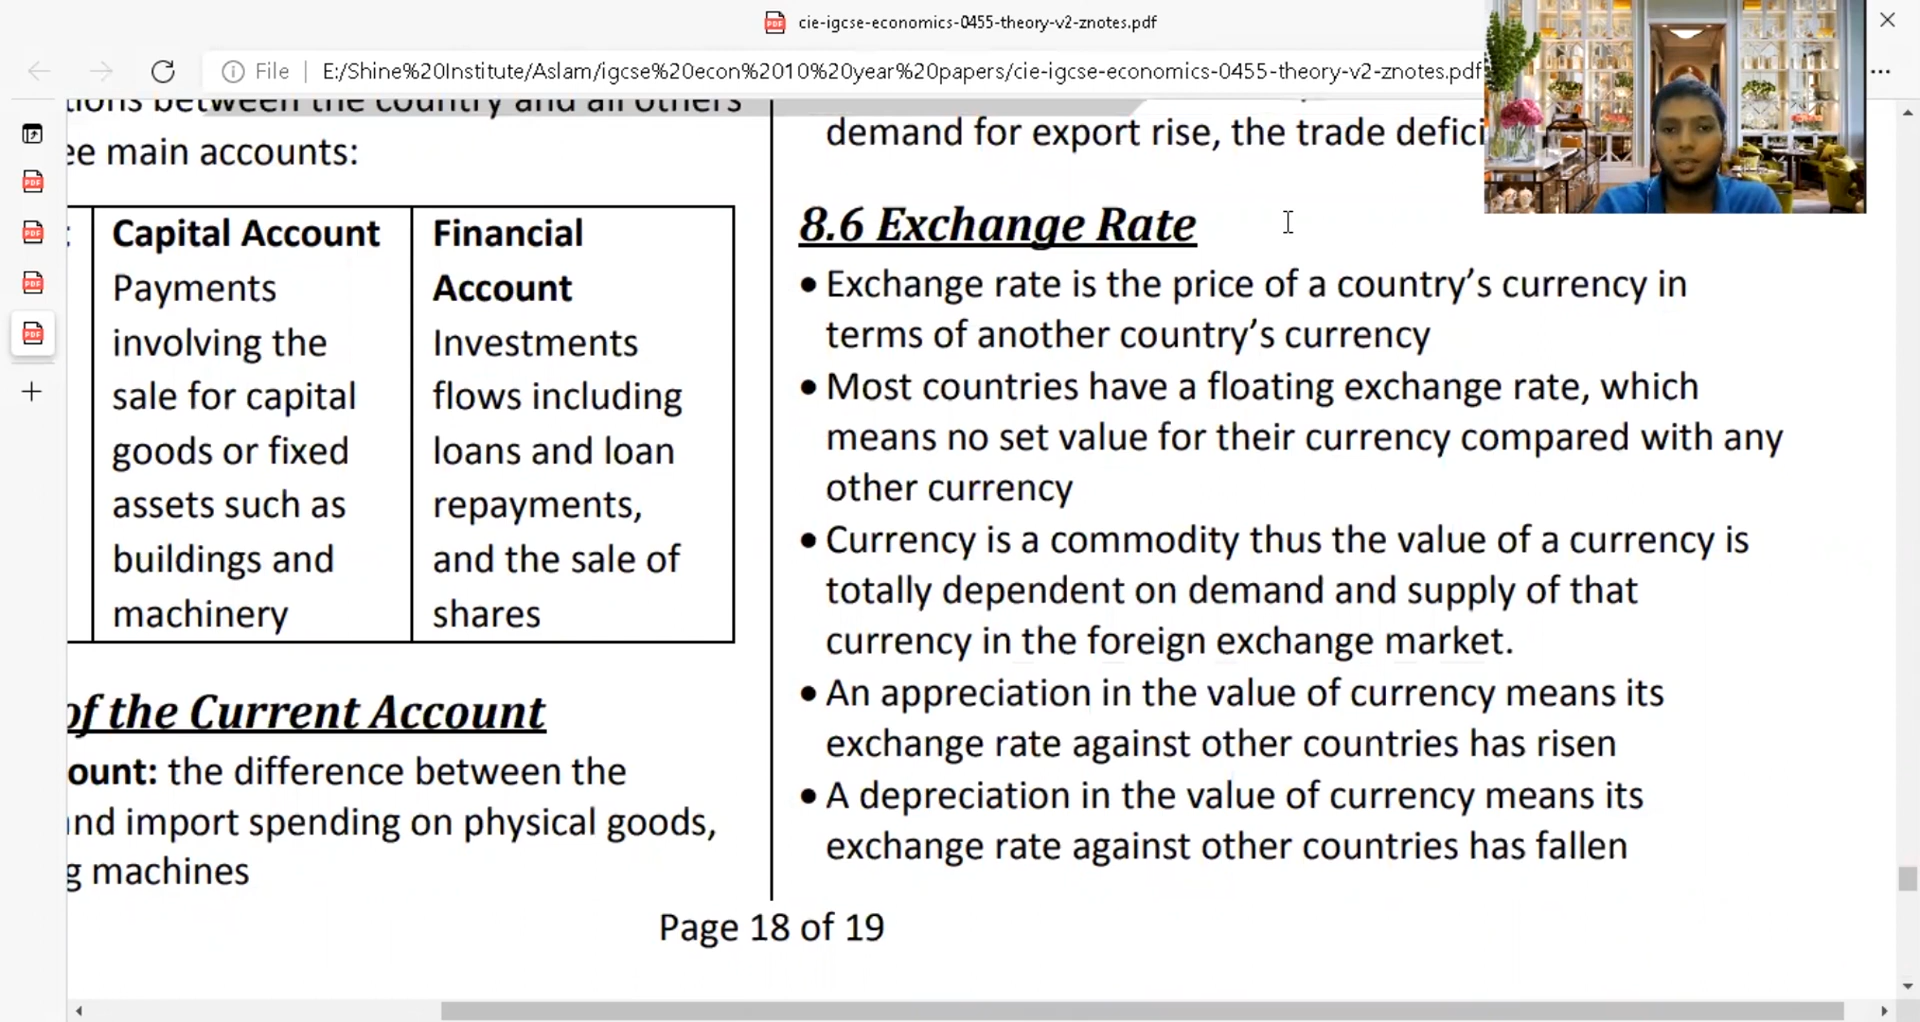 cie-igcse-economics-0455-theory-v2-znotes.pdf
File | E:/Shine%20Institute/Aslam/igcse%20econ%2010%20year%20papers/cie-igcse-economics-0455-theory-v2-znotes.pdf
tions between the country and all others
ee main accounts:
Capital Account
Payments
involving the
sale for capital
goods or fixed
assets such as
buildings and
machinery
Financial
Account
Investments
flows including
loans and loan
repayments,
and the sale of
shares
of the Current Account
ount: the difference between the
nd import spending on physical goods,
g machines
demand for export rise, the trade defici
8.6 Exchange Rate
• Exchange rate is the price of a country’s currency in
terms of another country’s currency
• Most countries have a floating exchange rate, which
means no set value for their currency compared with any
other currency
• Currency is a commodity thus the value of a currency is
totally dependent on demand and supply of that
currency in the foreign exchange market.
• An appreciation in the value of currency means its
exchange rate against other countries has risen
• A depreciation in the value of currency means its
exchange rate against other countries has fallen
Page 18 of 19